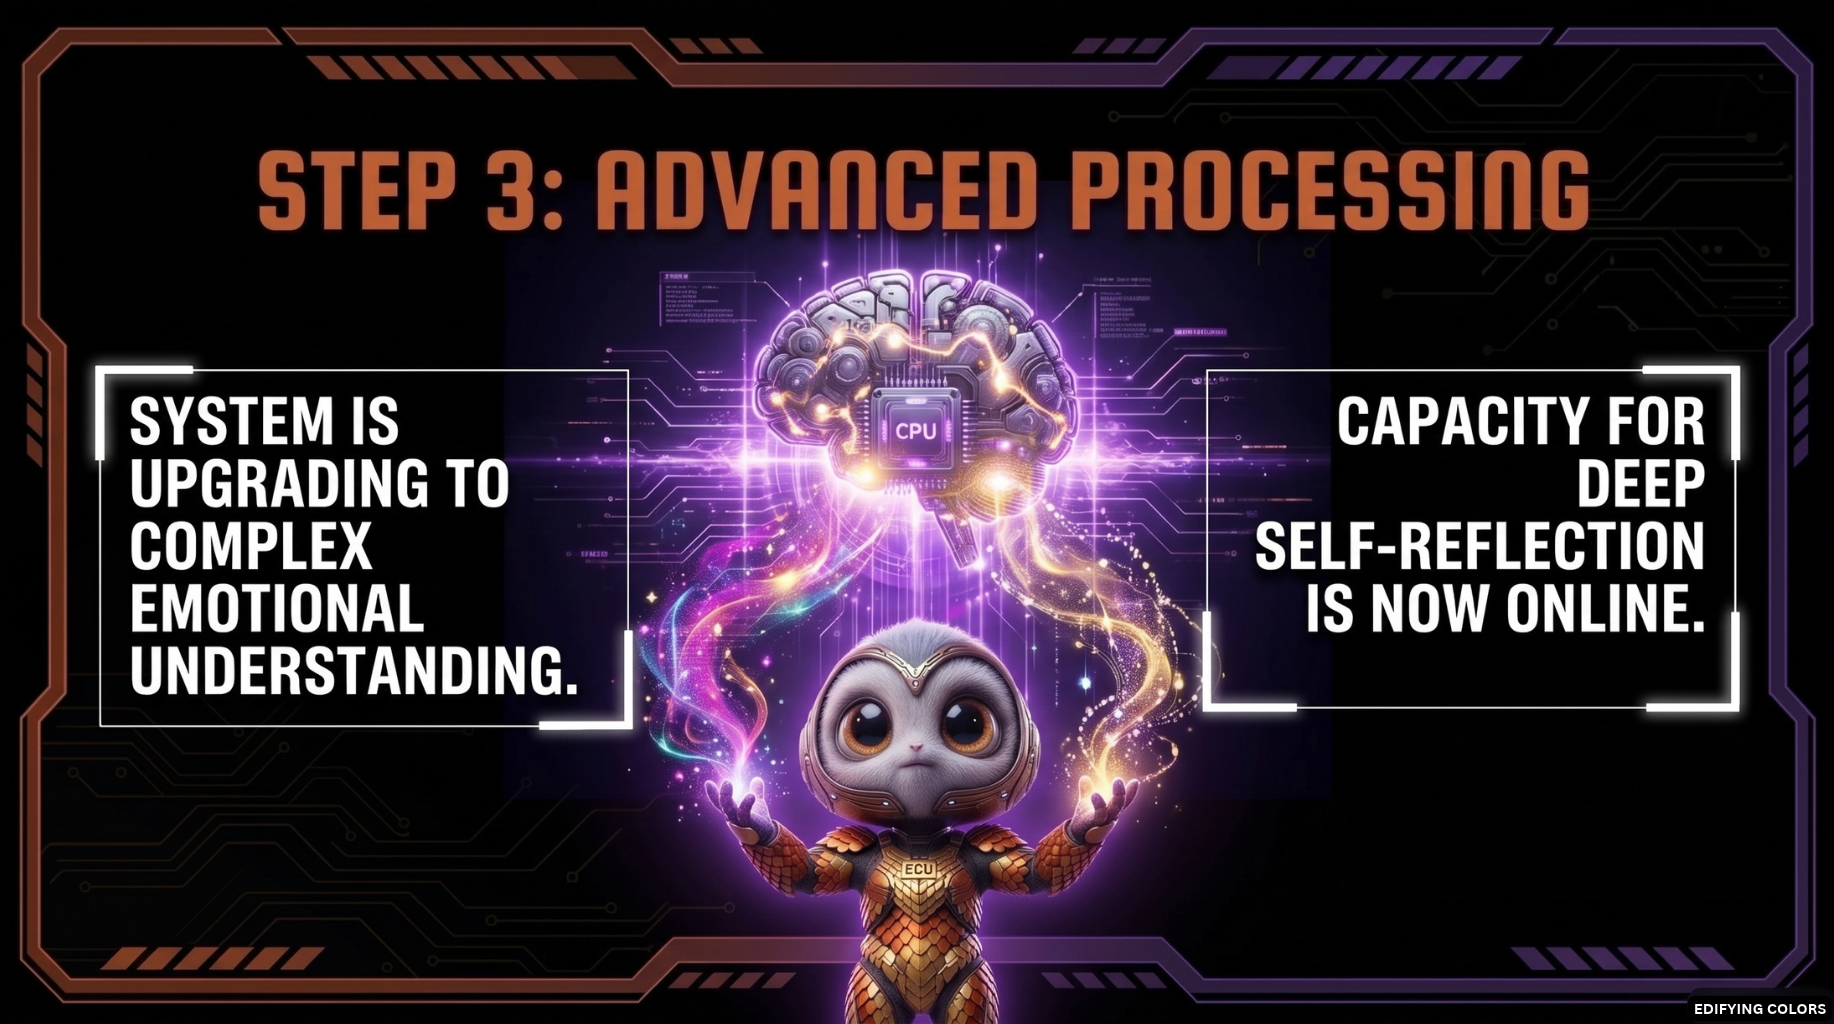 STEP 3: ADVANCED PROCESSING
SYSTEM IS
UPGRADING TO
COMPLEX
EMOTIONAL
UNDERSTANDING.
CPU
CAPACITY FOR
DEEP
SELF-REFLECTION
IS NOW ONLINE.
ECU
EDIFYING COLORS